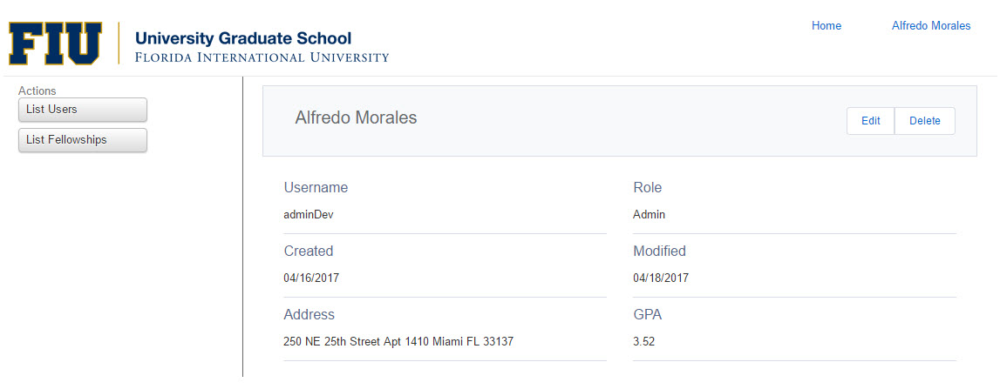 FIU
University Graduate School
FLORIDA INTERNATIONAL UNIVERSITY
Home Alfredo Morales
Actions
List Users
List Fellowships
Alfredo Morales
Edit Delete
Username Role
adminDev Admin
Created Modified
04/16/2017 04/18/2017
Address GPA
250 NE 25th Street Apt 1410 Miami FL 33137 3.52